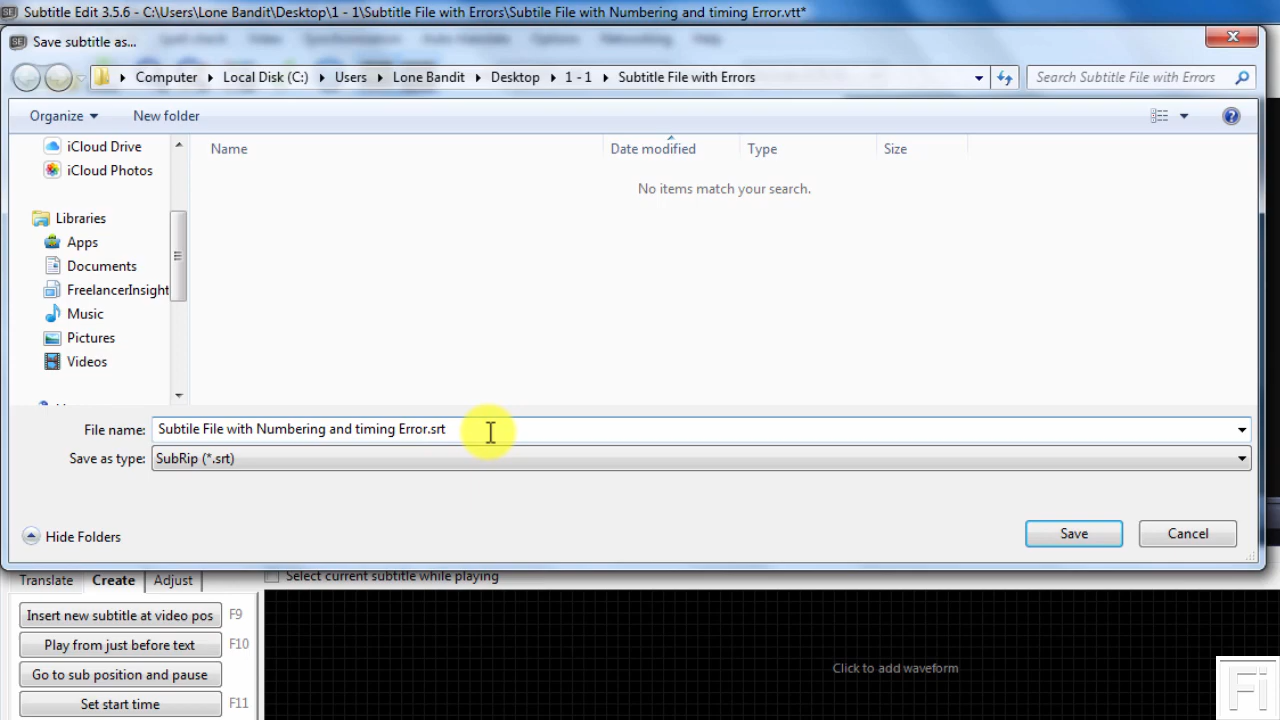 Subtitle Edit 3.5.6 - C:\Users\Lone Bandit\Desktop\1 - 1\Subtitle File with Errors\Subtile File with Numbering and timing Error.vtt*
Save subtitle as...
Computer Local Disk (C:) Users Lone Bandit Desktop 1 - 1 Subtitle File with Errors Search Subtitle File with Errors
Organize New folder
iCloud Drive
iCloud Photos
Libraries
Apps
Documents
FreelancerInsight
Music
Pictures
Videos
Name Date modified Type Size
No items match your search.
File name: Subtile File with Numbering and timing Error.srt
Save as type: SubRip (*.srt)
Hide Folders Save Cancel
Translate Create Adjust Select current subtitle while playing
Insert new subtitle at video pos F9
Play from just before text F10
Go to sub position and pause
Set start time F11
Click to add waveform
Fi